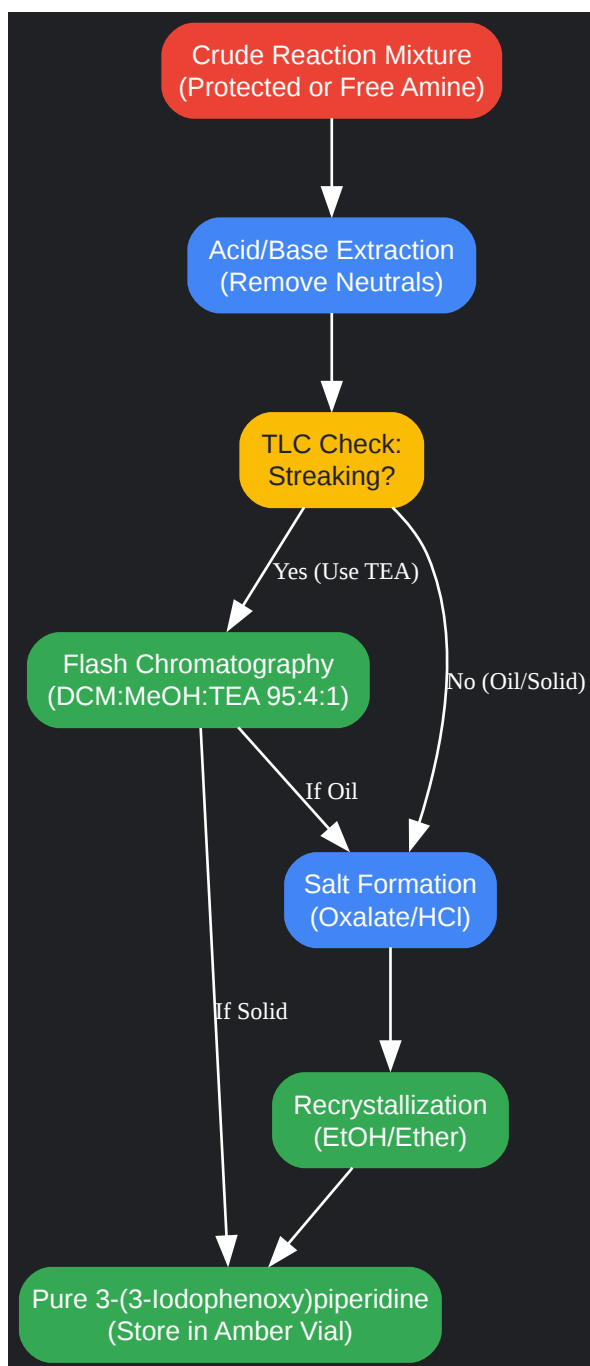 Crude Reaction Mixture
(Protected or Free Amine)
Acid/Base Extraction
(Remove Neutrals)
TLC Check:
Streaking?
Yes (Use TEA)
Flash Chromatography
(DCM:MeOH:TEA 95:4:1)
No (Oil/Solid)
If Oil
Salt Formation
(Oxalate/HCl)
If Solid
Recrystallization
(EtOH/Ether)
Pure 3-(3-Iodophenoxy)piperidine
(Store in Amber Vial)